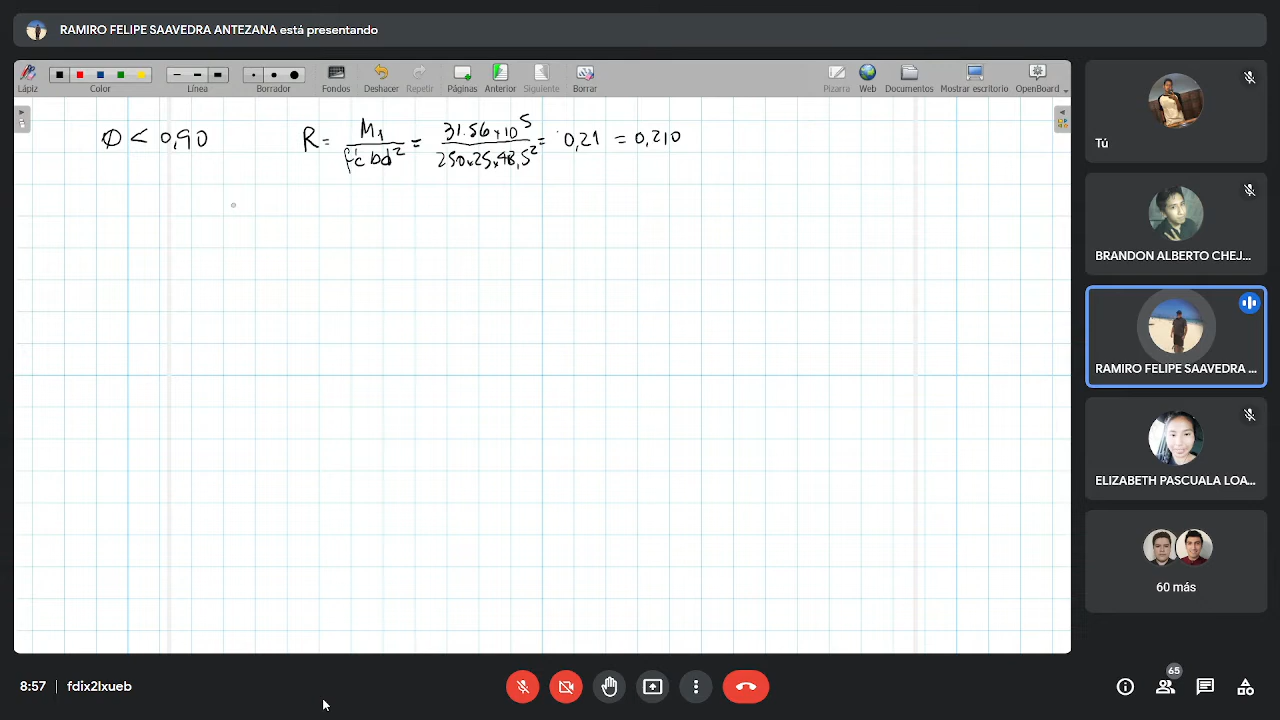 RAMIRO FELIPE SAAVEDRA ANTEZANA está presentando
Lápiz Color Línea Borrador Fondos Deshacer Repetir Páginas Anterior Siguiente Borrar Pizarra Web Documentos Mostrar escritorio OpenBoard
Ø < 0,90 R = M1 / f'c bd² = 31.56x10⁵ / 250x25x48,5² = 0,21 = 0,210
Tú
BRANDON ALBERTO CHEJ...
RAMIRO FELIPE SAAVEDRA ...
ELIZABETH PASCUALA LOA...
60 más
8:57 fdix2lxueb
65